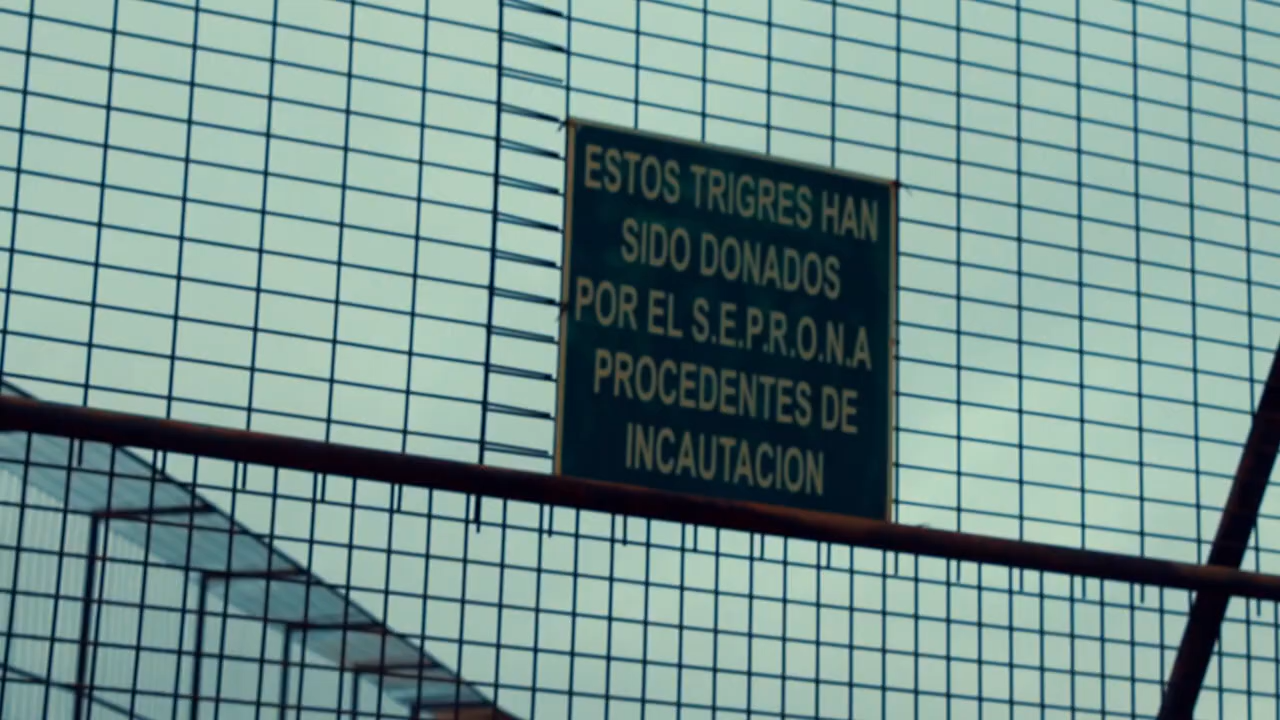 ESTOS TRIGRES HAN
SIDO DONADOS
POR EL S.E.P.R.O.N.A
PROCEDENTES DE
INCAUTACION